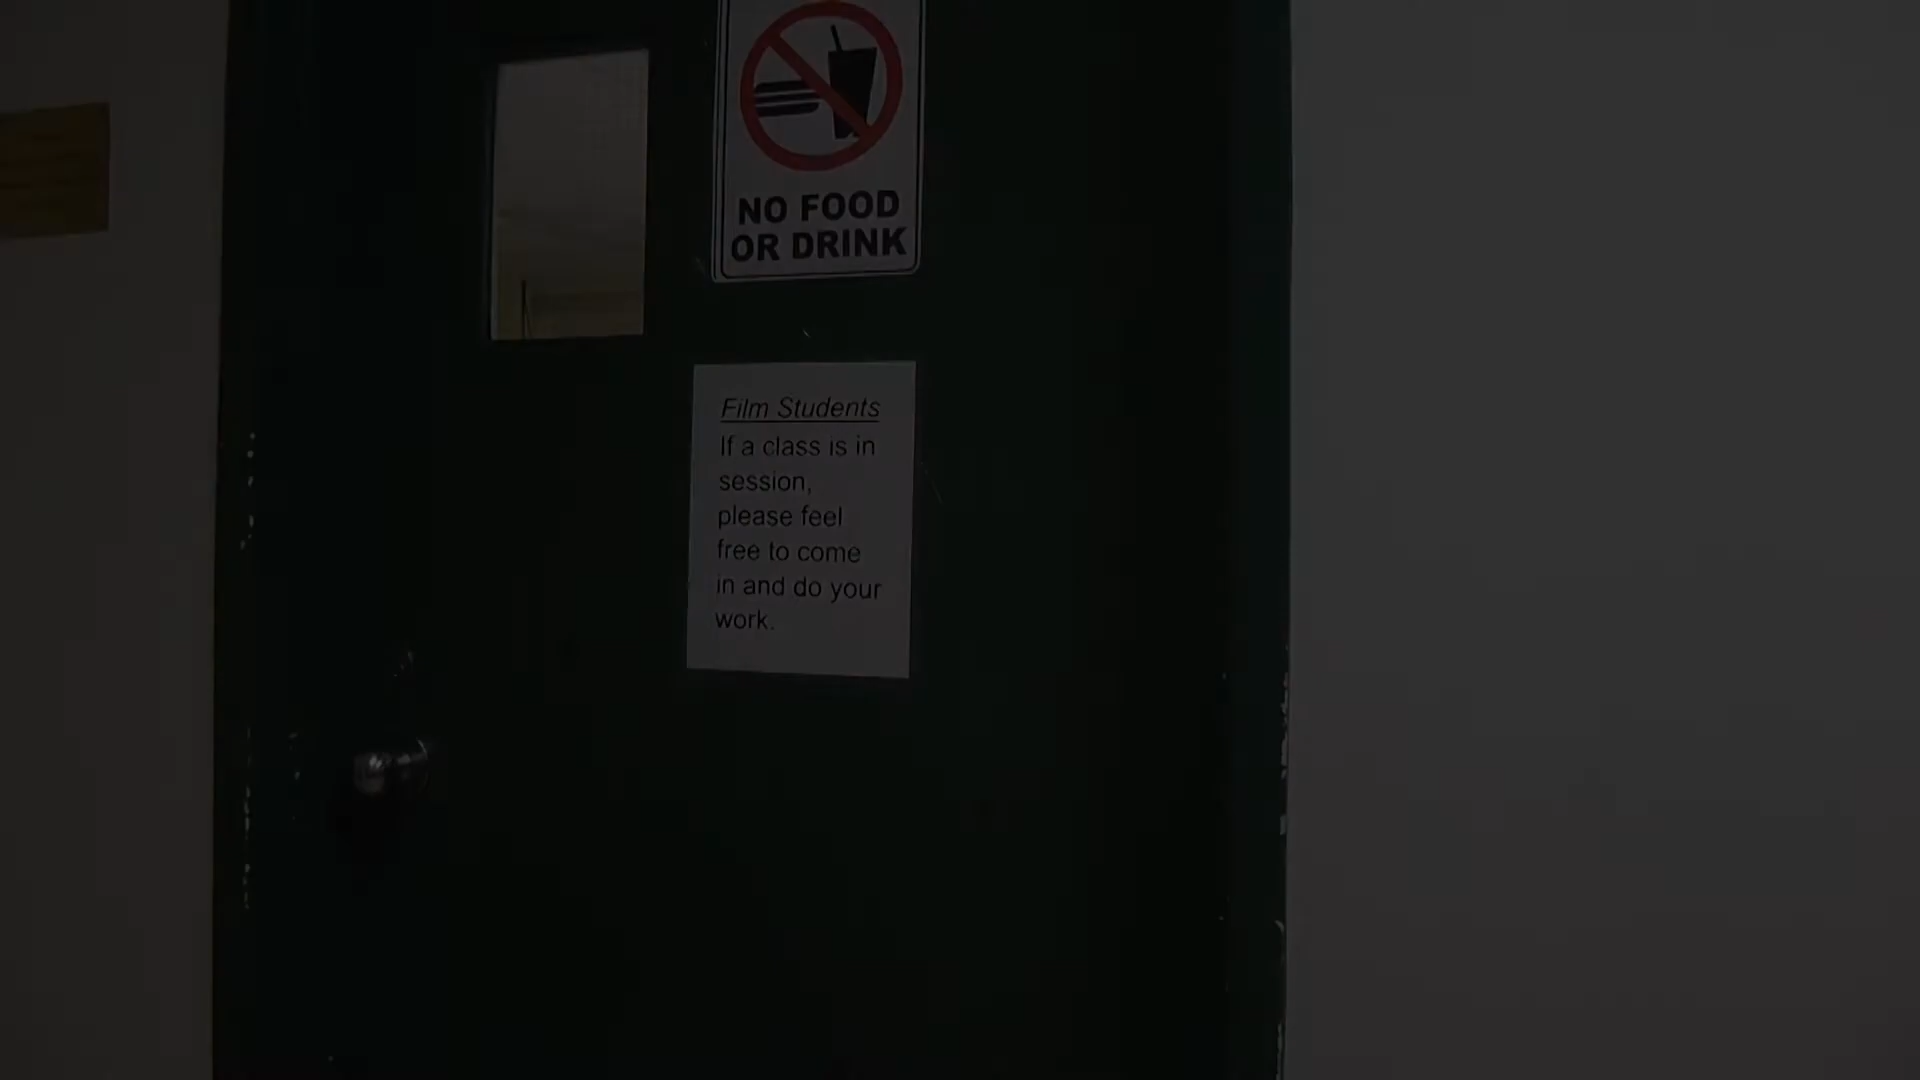 NO FOOD
OR DRINK
Film Students
If a class is in
session,
please feel
free to come
in and do your
work.